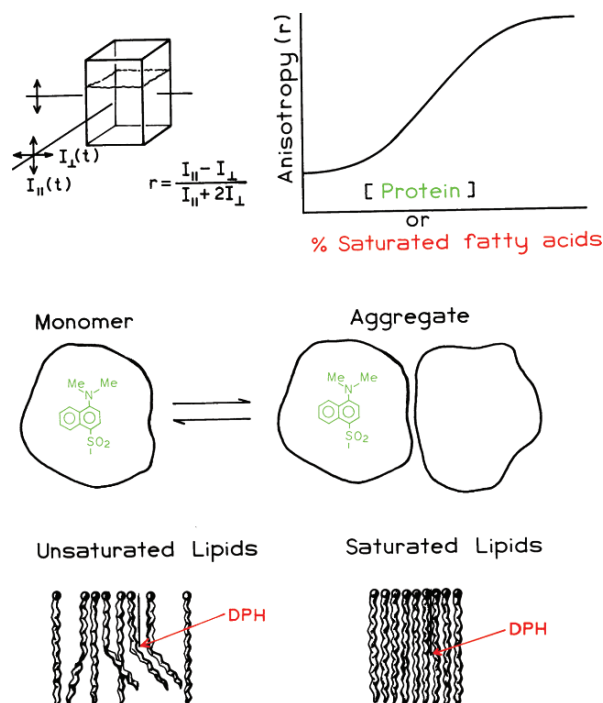 I⊥(t)
I||(t)
r = I|| − I⊥ / I|| + 2I⊥
Anisotropy (r)
[ Protein ]
or
% Saturated fatty acids
Monomer
Aggregate
Me Me
N
SO2
Me Me
N
SO2
Unsaturated Lipids
Saturated Lipids
DPH
DPH